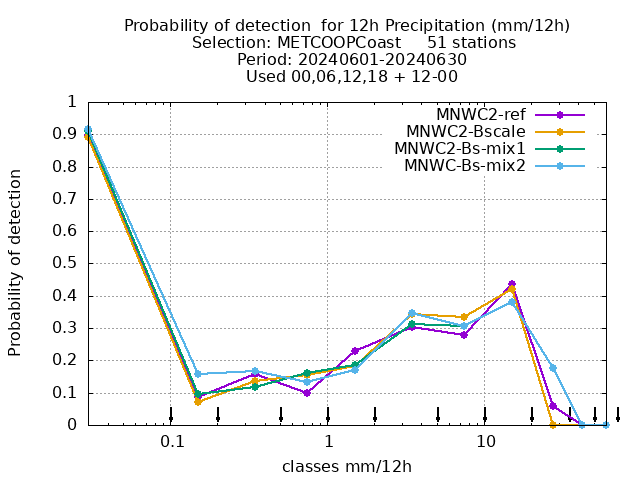 Probability of detection  for 12h Precipitation (mm/12h)
Selection: METCOOPCoast     51 stations
Period: 20240601-20240630
Used 00,06,12,18 + 12-00
MNWC2-ref
MNWC2-Bscale
MNWC2-Bs-mix1
MNWC-Bs-mix2
Probability of detection
1
0.9
0.8
0.7
0.6
0.5
0.4
0.3
0.2
0.1
0
0.1 1 10
classes mm/12h